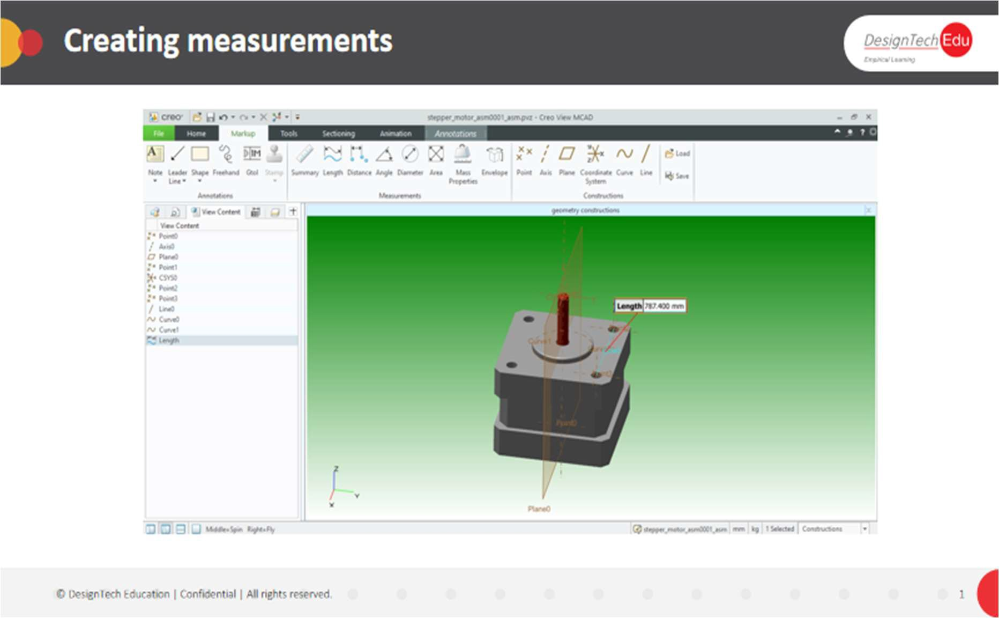 Creating measurements
DesignTech Edu
Empirical Learning
creo
stepper_motor_asm0001_asm.pvz - Creo View MCAD
File Home Markup Tools Sectioning Animation Annotations
Note Leader Line Shape Freehand Gtol Stamp
Summary Length Distance Angle Diameter Area Mass Properties Envelope
Point Axis Plane Coordinate System Curve Line
Load
Save
Annotations Measurements Constructions
View Content
geometry constructions
View Content
Point0
Axis0
Plane0
Point1
CSYS0
Point2
Point3
Line0
Curve0
Curve1
Length
Length 787.400 mm
Curve1
Point0
Plane0
Z
Y
X
Middle=Spin Right=Fly
stepper_motor_asm0001_asm mm kg 1 Selected Constructions
© DesignTech Education | Confidential | All rights reserved.
1